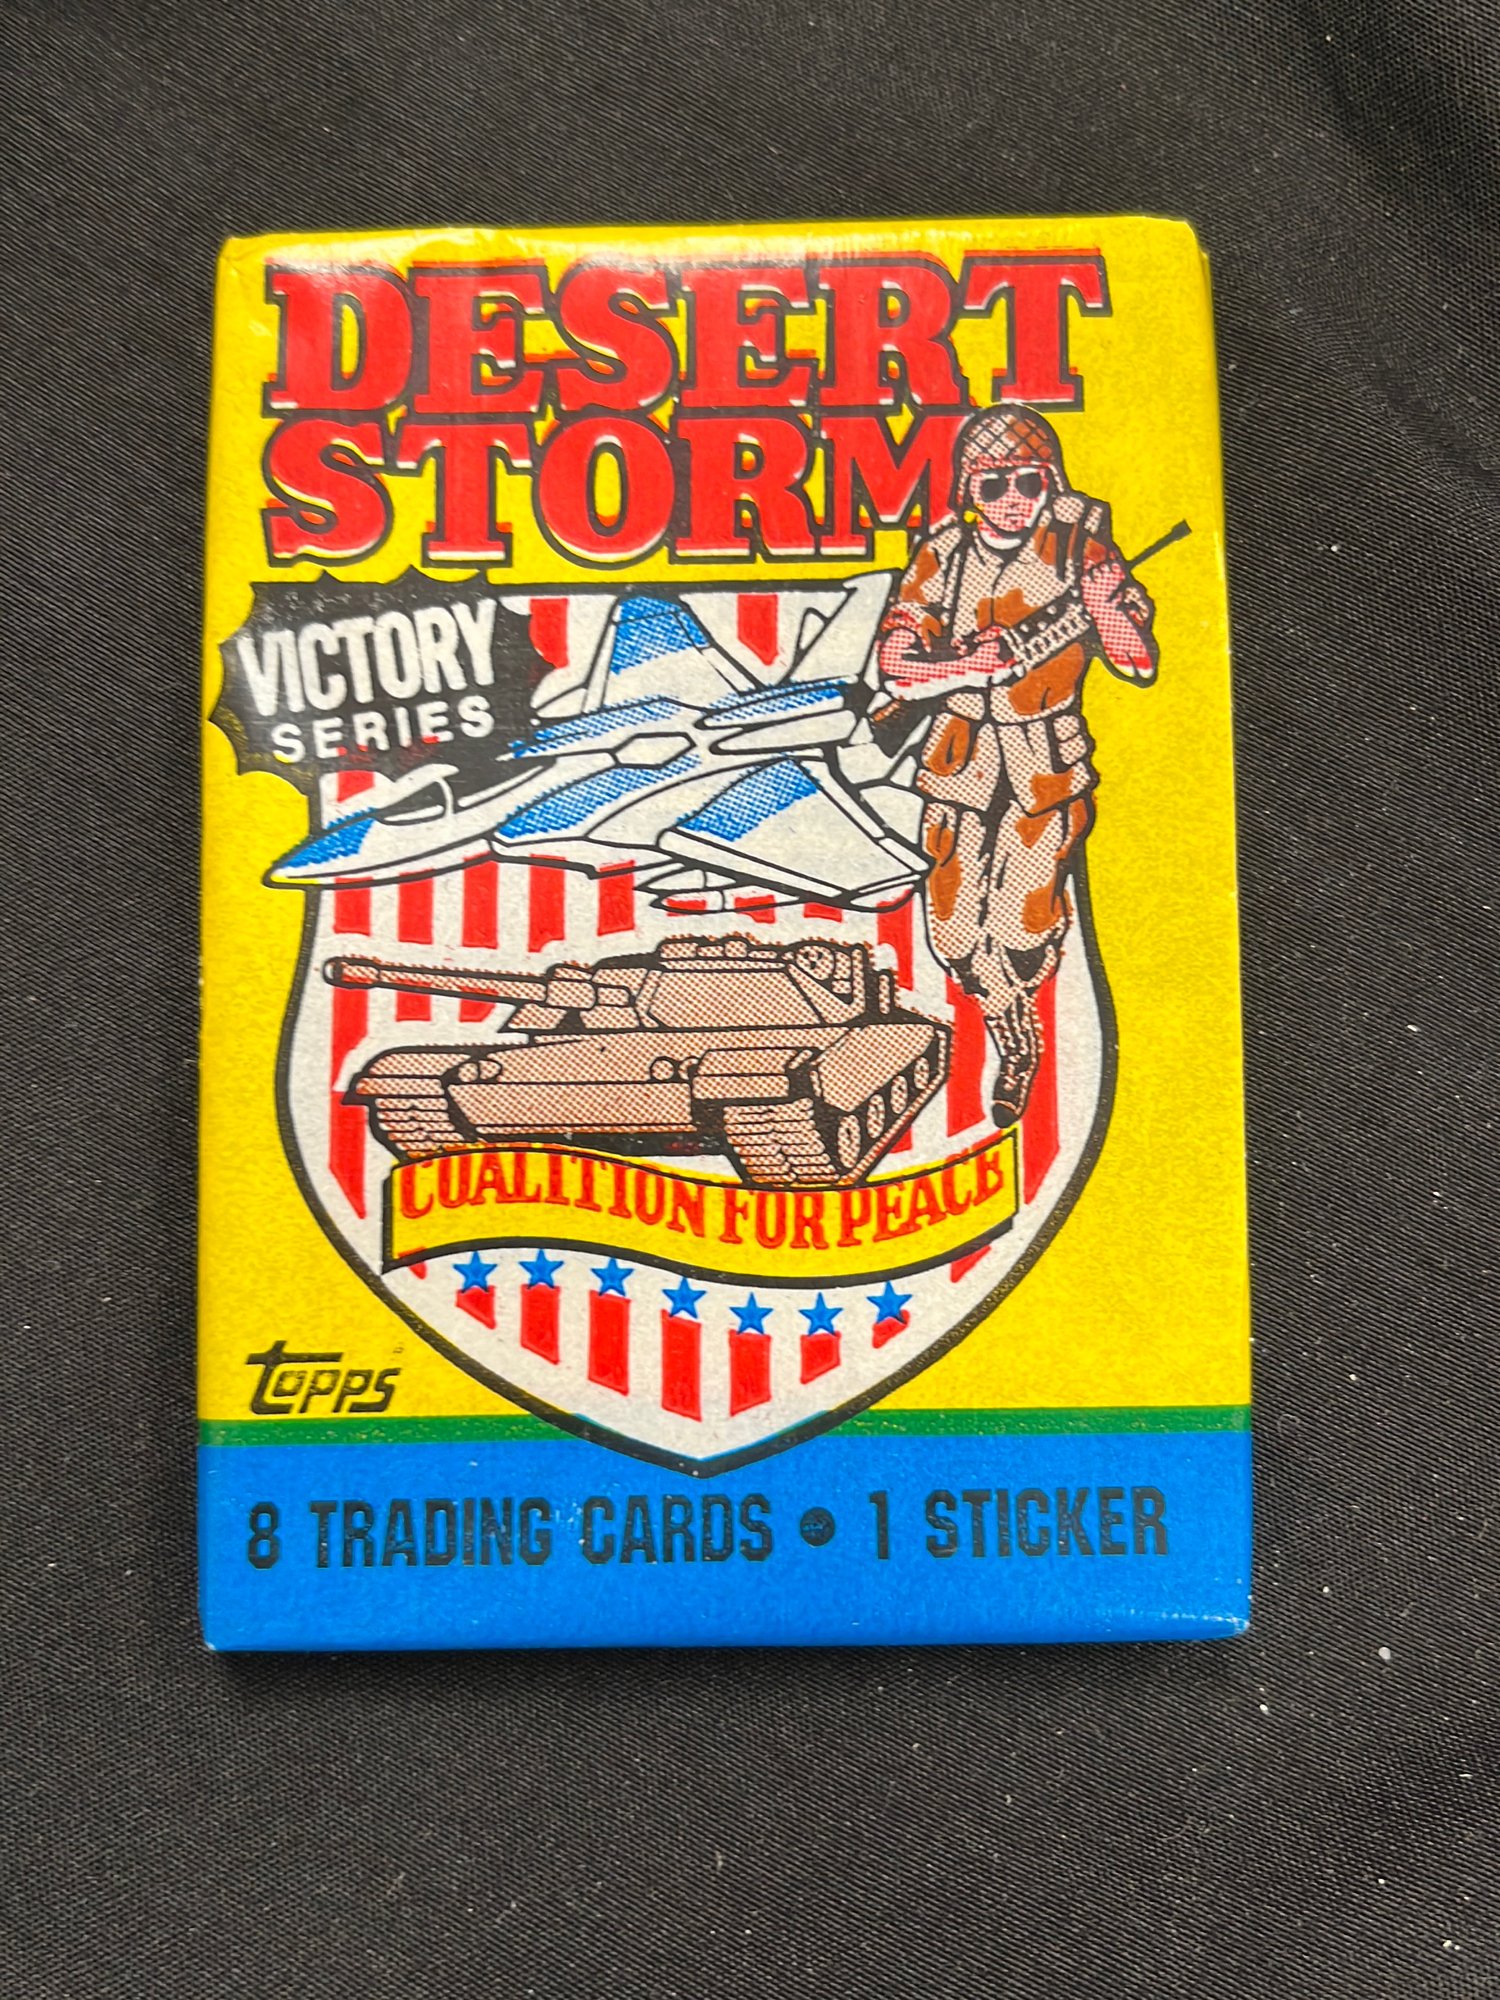 DESERT
STORM
VICTORY
SERIES
COALITION FOR PEACE
topps
8 TRADING CARDS • 1 STICKER